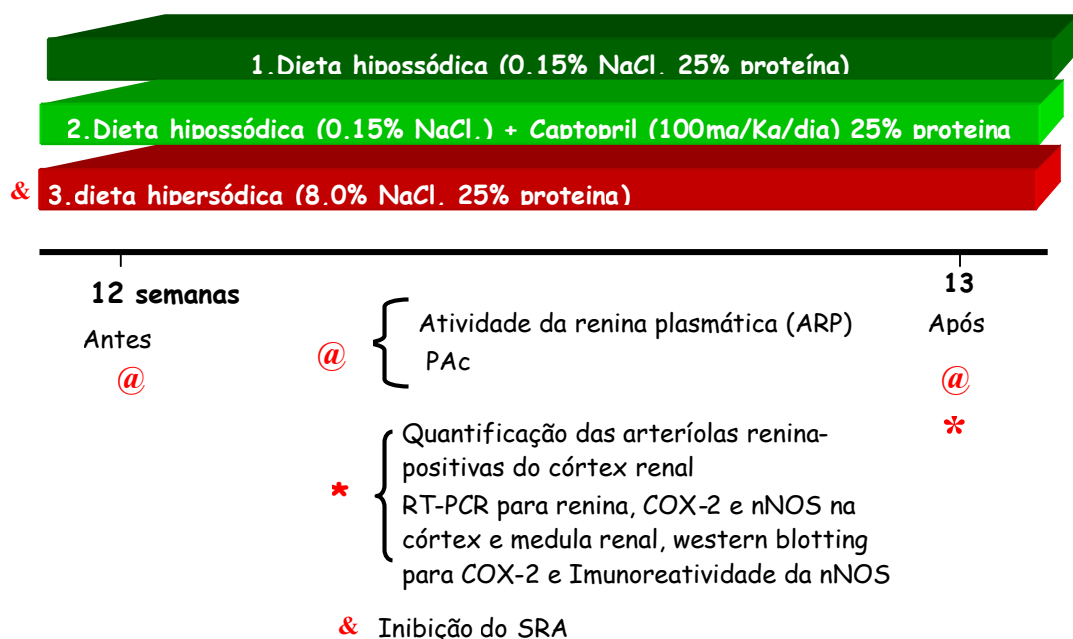 1.Dieta hipossódica (0.15% NaCl, 25% proteína)
2.Dieta hipossódica (0.15% NaCl,) + Captopril (100mg/Kg/dia) 25% proteina
& 3.dieta hipersódica (8.0% NaCl, 25% proteina)
12 semanas
13
Antes
Após
@
@
@
Atividade da renina plasmática (ARP)
PAc
*
*
Quantificação das arteríolas renina-
positivas do córtex renal
RT-PCR para renina, COX-2 e nNOS na
córtex e medula renal, western blotting
para COX-2 e Imunoreatividade da nNOS
& Inibição do SRA